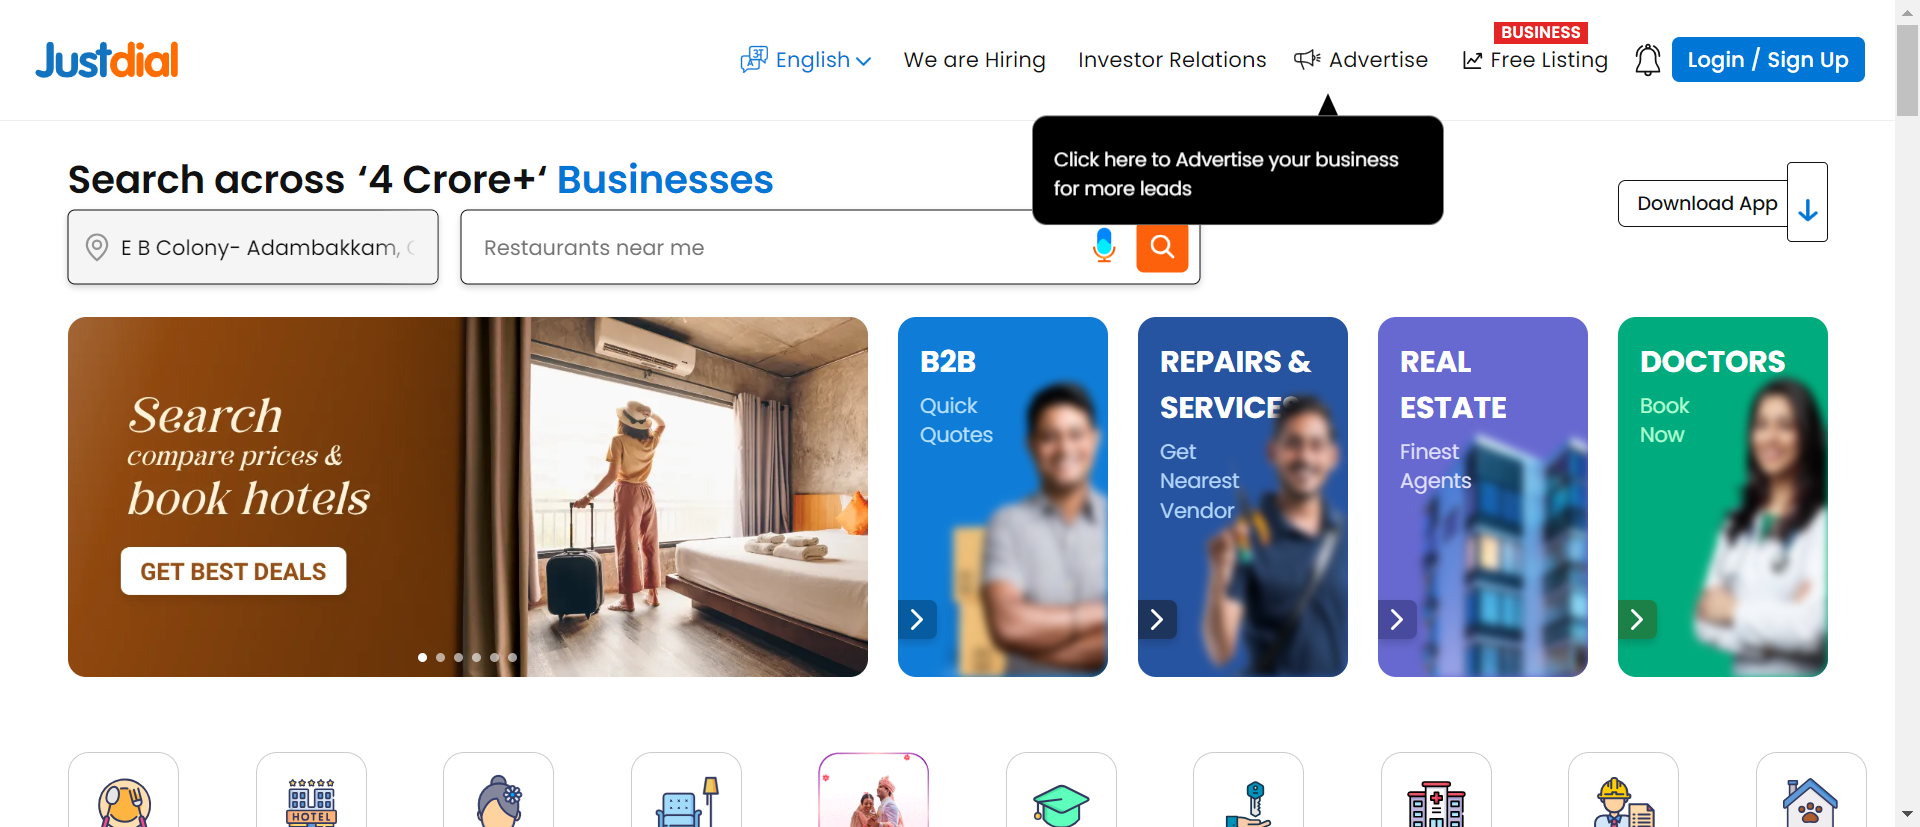 Justdial
English
We are Hiring
Investor Relations
Advertise
BUSINESS
Free Listing
Login / Sign Up
Click here to Advertise your business
for more leads
Search across ‘4 Crore+‘ Businesses
E B Colony- Adambakkam,
Restaurants near me
Download App
Search
compare prices &
book hotels
GET BEST DEALS
B2B
Quick
Quotes
REPAIRS &
SERVICES
Get
Nearest
Vendor
REAL
ESTATE
Finest
Agents
DOCTORS
Book
Now
HOTEL